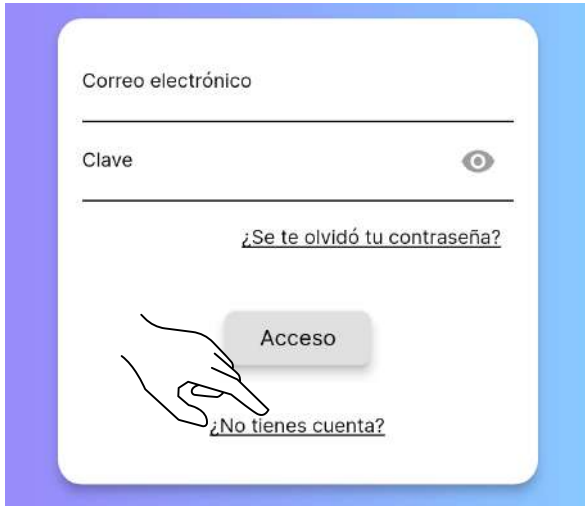 Correo electrónico
Clave
¿Se te olvidó tu contraseña?
Acceso
¿No tienes cuenta?